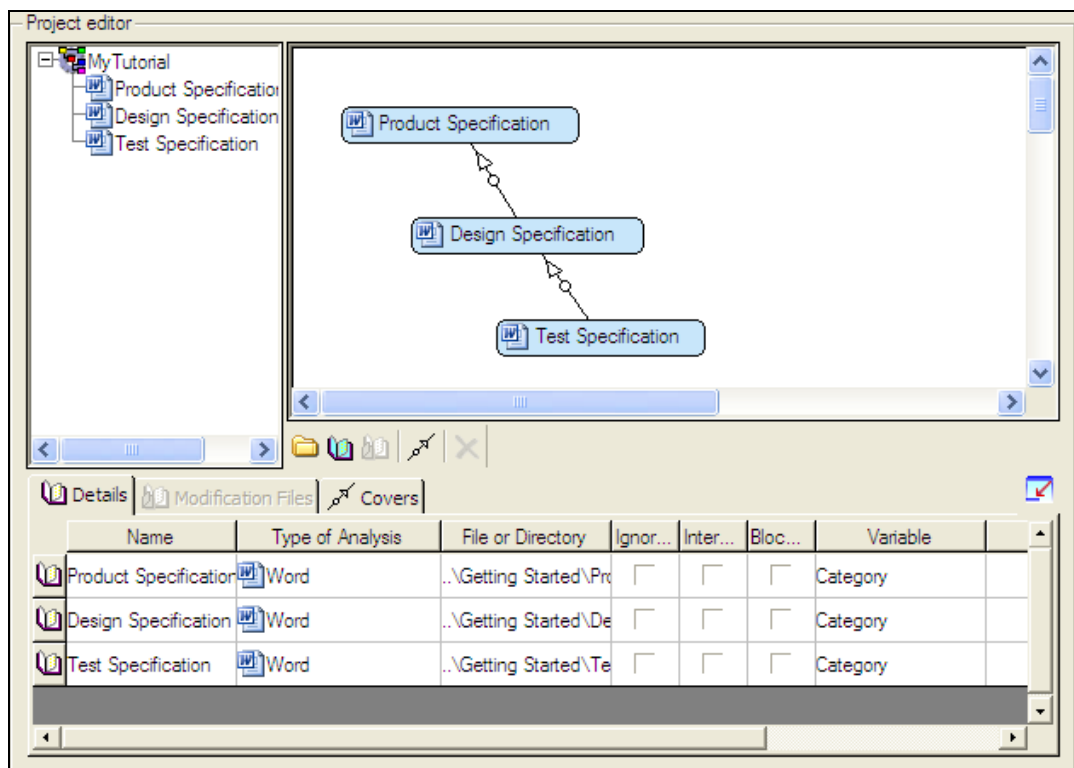 Project editor
MyTutorial
Product Specification
Design Specification
Test Specification
Product Specification
Design Specification
Test Specification
Details Modification Files Covers
Name Type of Analysis File or Directory Ignor... Inter... Bloc... Variable
Product Specification Word ..\Getting Started\Pro Category
Design Specification Word ..\Getting Started\De Category
Test Specification Word ..\Getting Started\Te Category